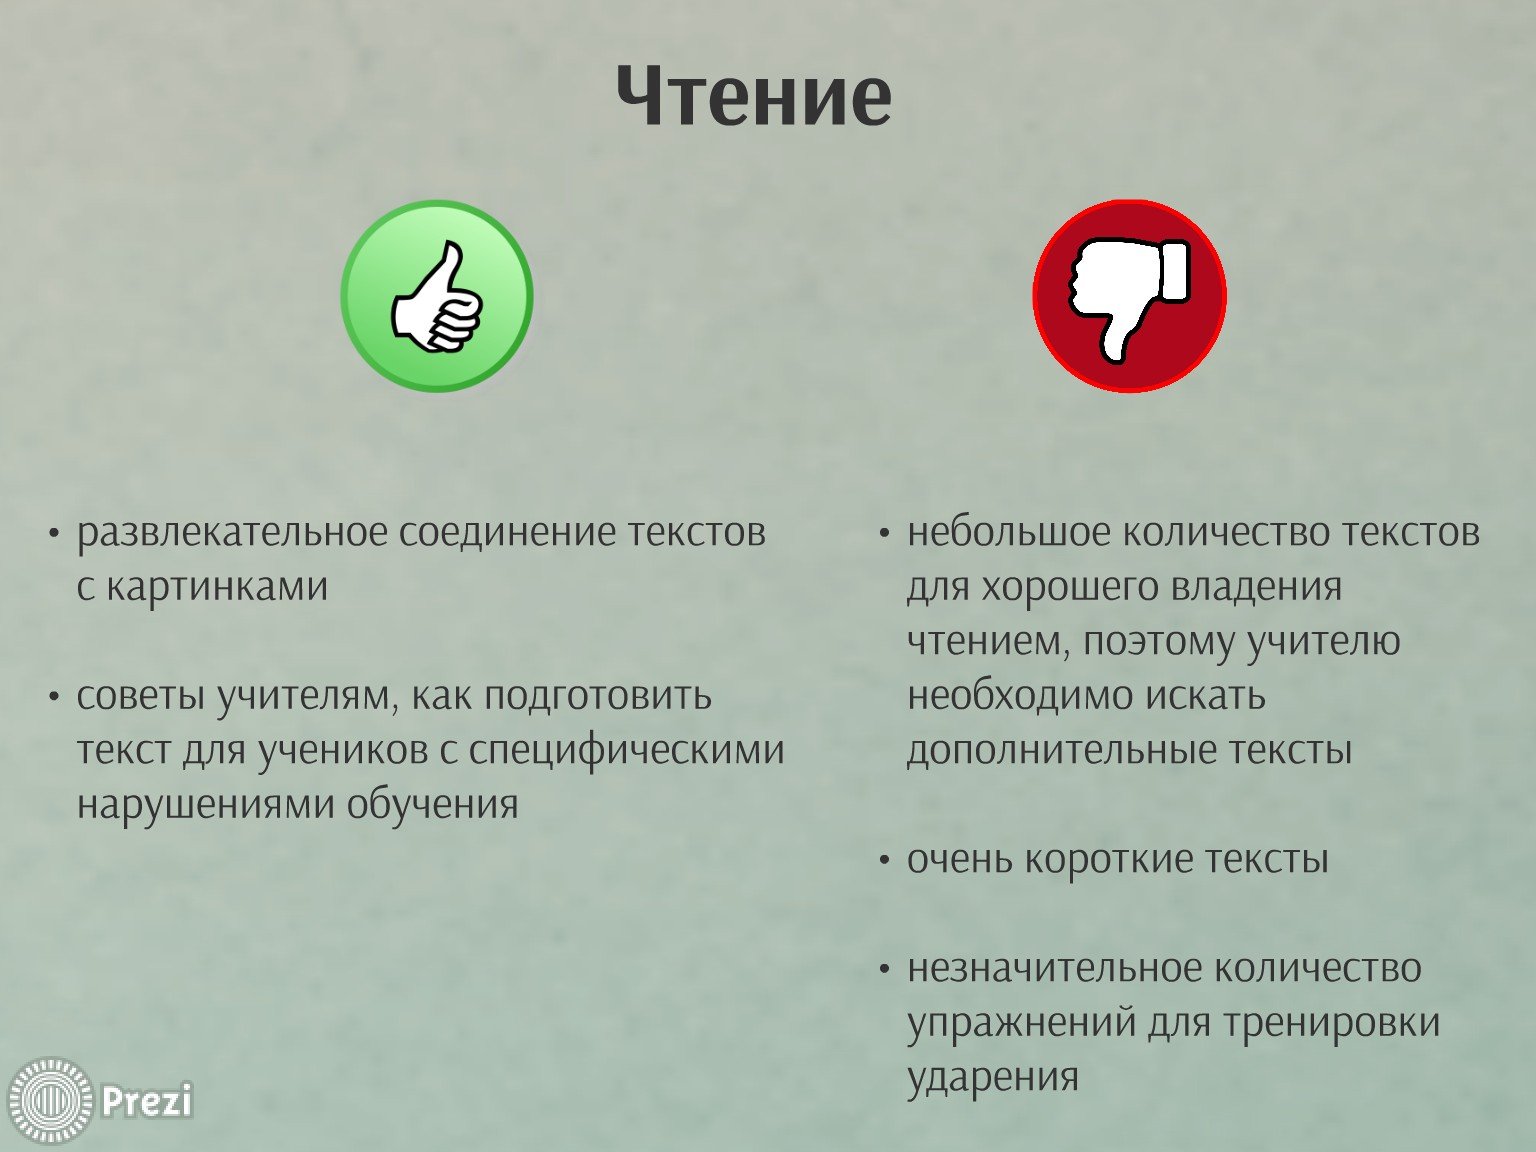 Чтение
• развлекательное соединение текстов
с картинками
• советы учителям, как подготовить
текст для учеников с специфическими
нарушениями обучения
• небольшое количество текстов
для хорошего владения
чтением, поэтому учителю
необходимо искать
дополнительные тексты
• очень короткие тексты
• незначительное количество
упражнений для тренировки
ударения
Prezi